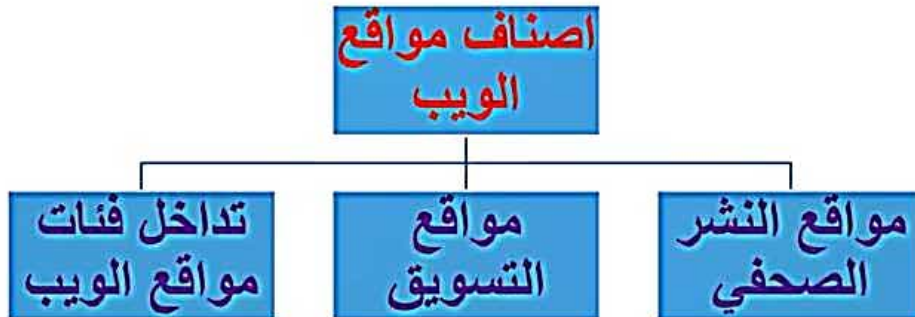 اصناف مواقع
الويب
مواقع النشر
الصحفي
مواقع
التسويق
تداخل فئات
مواقع الويب